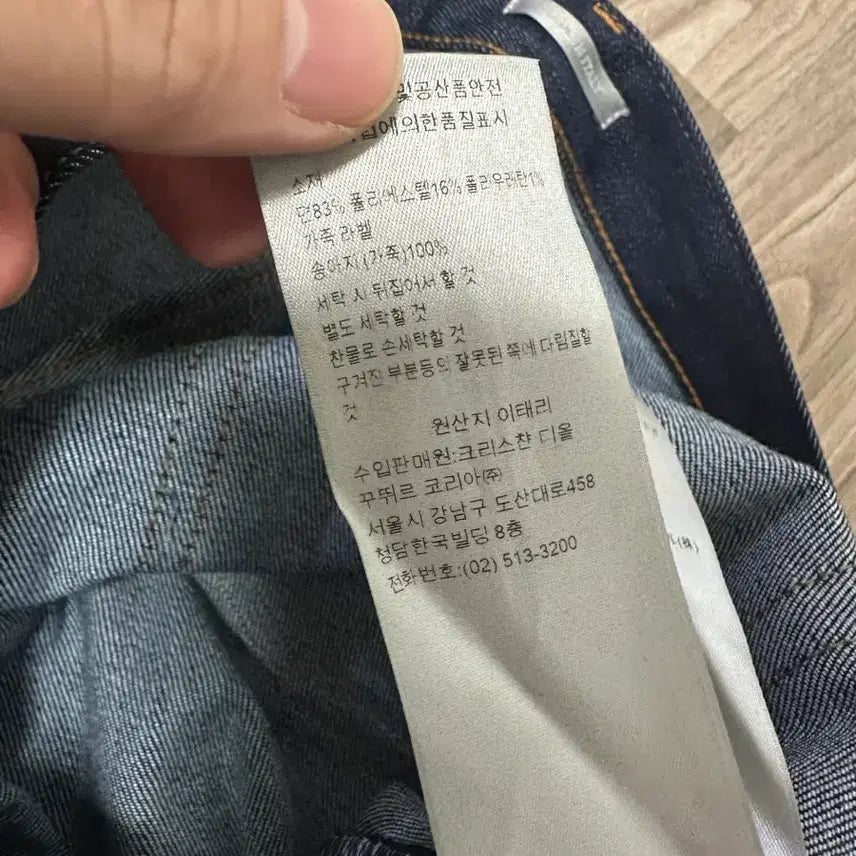 및공산품안전
에의한품질표시
소재
면83% 폴리에스텔16% 폴리우레탄1%
가죽 라벨
송아지(가죽)100%
세탁 시 뒤집어서 할 것
별도 세탁할 것
찬물로 손세탁할 것
구겨진 부분등의 잘못된 쪽에 다림질할
것
원산지 이태리
수입판매원:크리스챤 디올
꾸뛰르 코리아㈜
서울시 강남구 도산대로458
청담한국빌딩 8층
전화번호:(02) 513-3200